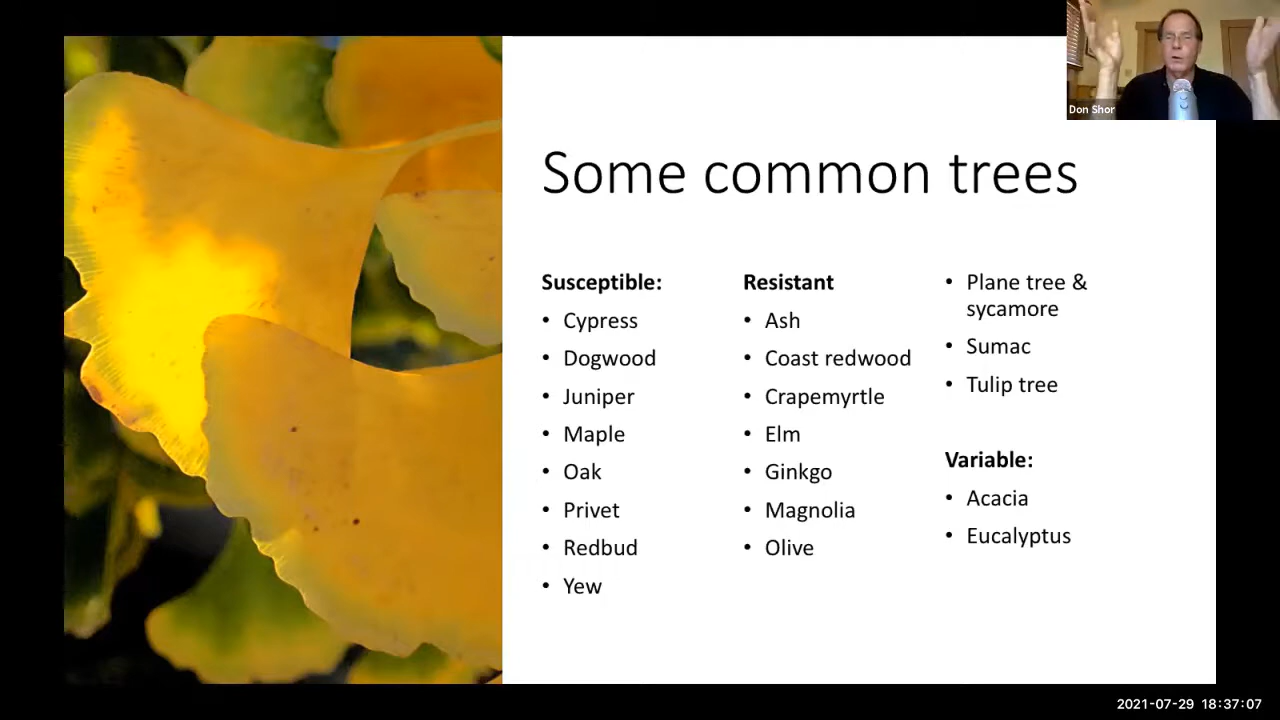 Don Shor
Some common trees
Susceptible:
• Cypress
• Dogwood
• Juniper
• Maple
• Oak
• Privet
• Redbud
• Yew
Resistant
• Ash
• Coast redwood
• Crapemyrtle
• Elm
• Ginkgo
• Magnolia
• Olive
• Plane tree &
sycamore
• Sumac
• Tulip tree
Variable:
• Acacia
• Eucalyptus
2021-07-29 18:37:07